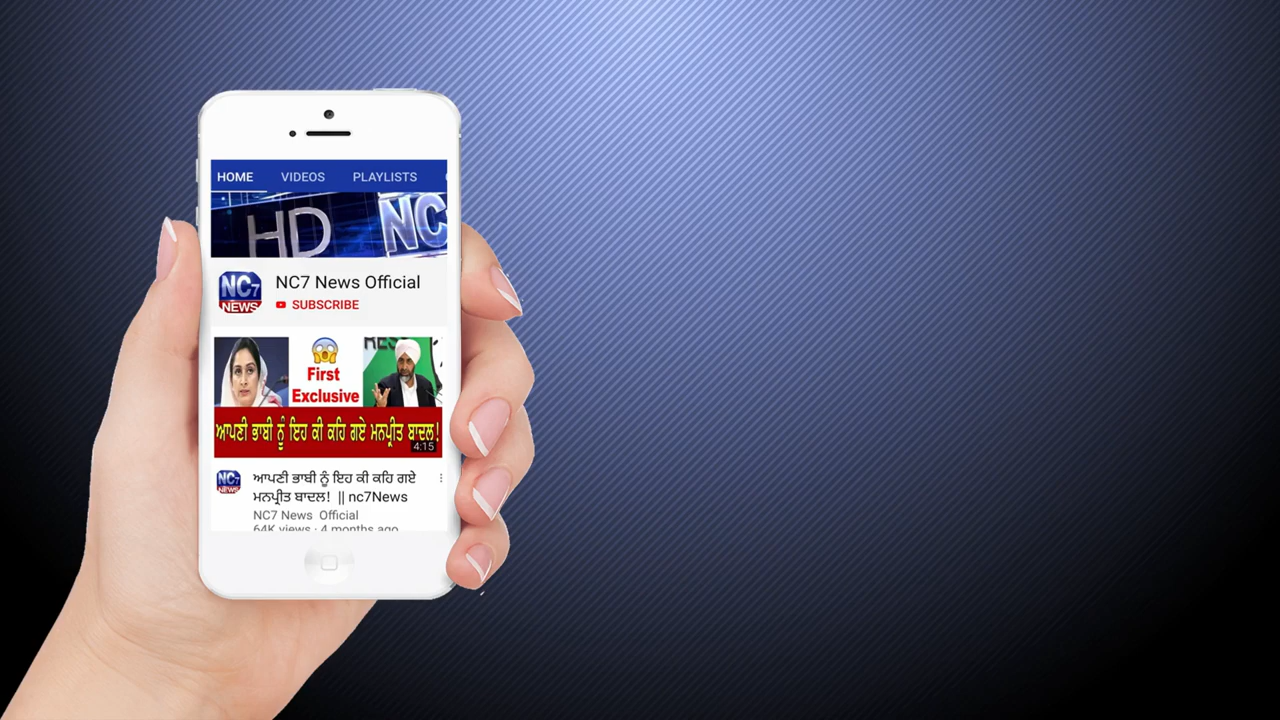 HOME VIDEOS PLAYLISTS
HD NC
NC7 NEWS
NC7 News Official
SUBSCRIBE
First
Exclusive
ਆਪਣੀ ਭਾਬੀ ਨੂੰ ਇਹ ਕੀ ਕਹਿ ਗਏ ਮਨਪ੍ਰੀਤ ਬਾਦਲ!
4:15
NC7 NEWS
ਆਪਣੀ ਭਾਬੀ ਨੂੰ ਇਹ ਕੀ ਕਹਿ ਗਏ
ਮਨਪ੍ਰੀਤ ਬਾਦਲ! || nc7News
NC7 News Official
64K views · 4 months ago